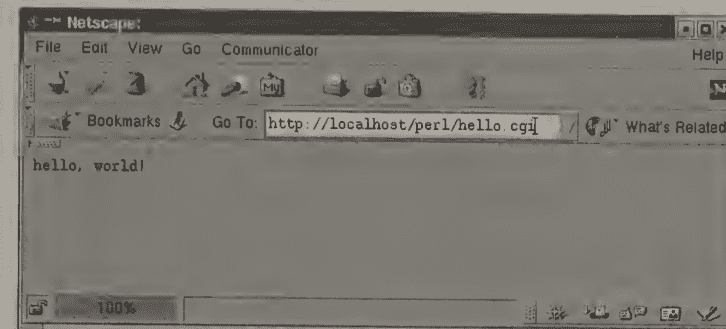 Netscape:
File Edit View Go Communicator Help
My N
Bookmarks Go To: http://localhost/perl/hello.cgi What's Related
hello, world!
100%